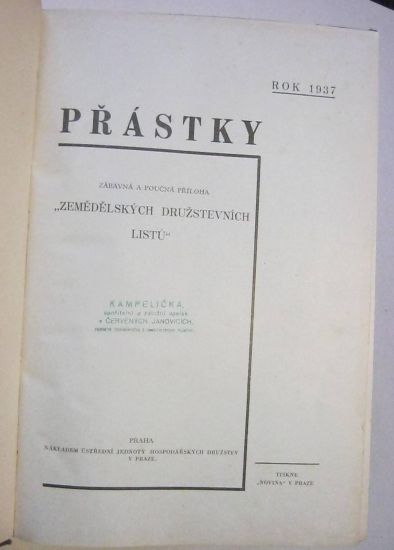 ROK 1937
PŘÁSTKY
ZÁBAVNÁ A POUČNÁ PŘÍLOHA
„ZEMĚDĚLSKÝCH DRUŽSTEVNÍCH
LISTŮ“
KAMPELIČKA,
spořitelní a záložní spolek
v ČERVENÝCH JANOVICÍCH,
PRAHA
NÁKLADEM ÚSTŘEDNÍ JEDNOTY HOSPODÁŘSKÝCH DRUŽSTEV
V PRAZE.
TISKNE
„NOVINA“ V PRAZE